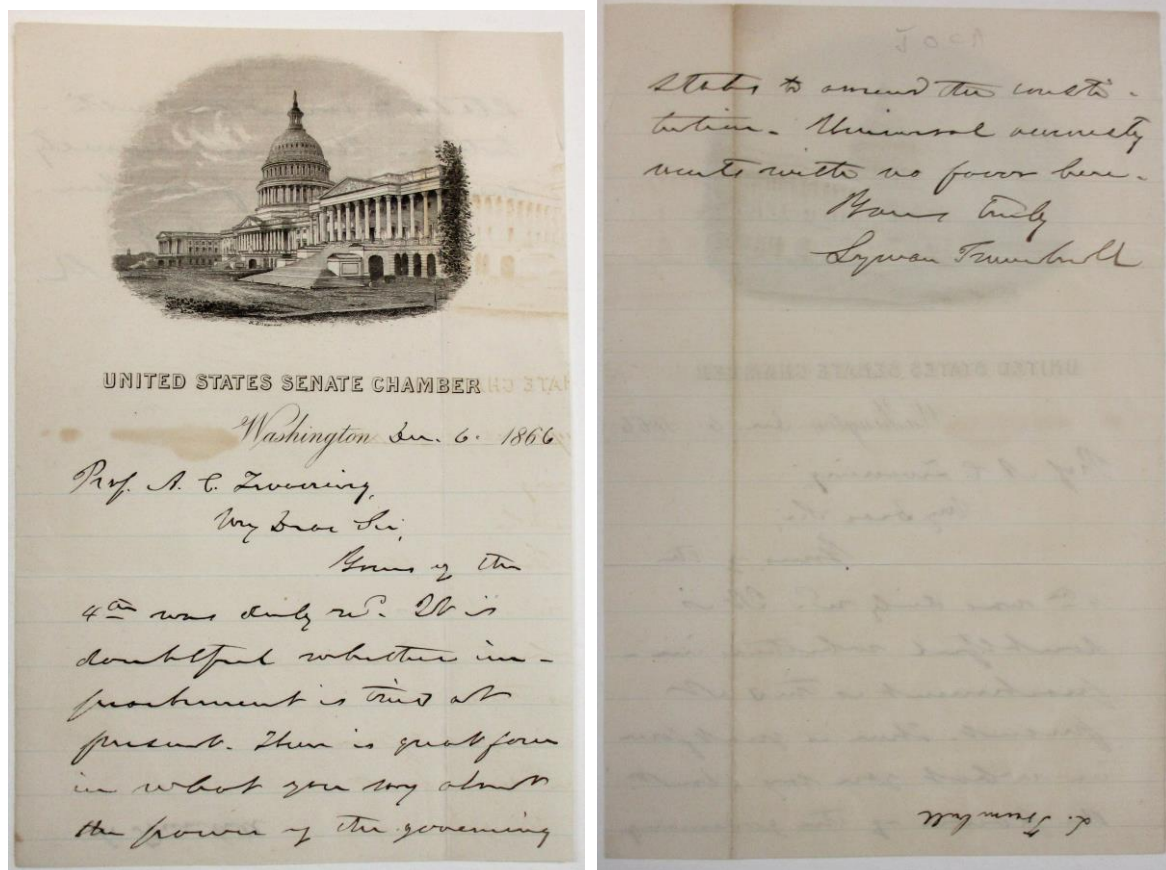 UNITED STATES SENATE CHAMBER
Washington Dec. 6. 1866
Prof. A. C. Twining,
My Dear Sir,
Yours of the
4th was duly recd. It is
doubtful whether im-
peachment is tried at
present. There is great force
in what you say about
the power of the governing
states to amend the consti-
tution. Universal amnesty
meets with no favor here.
Yours truly
Lyman Trumbull
L. Trumbull